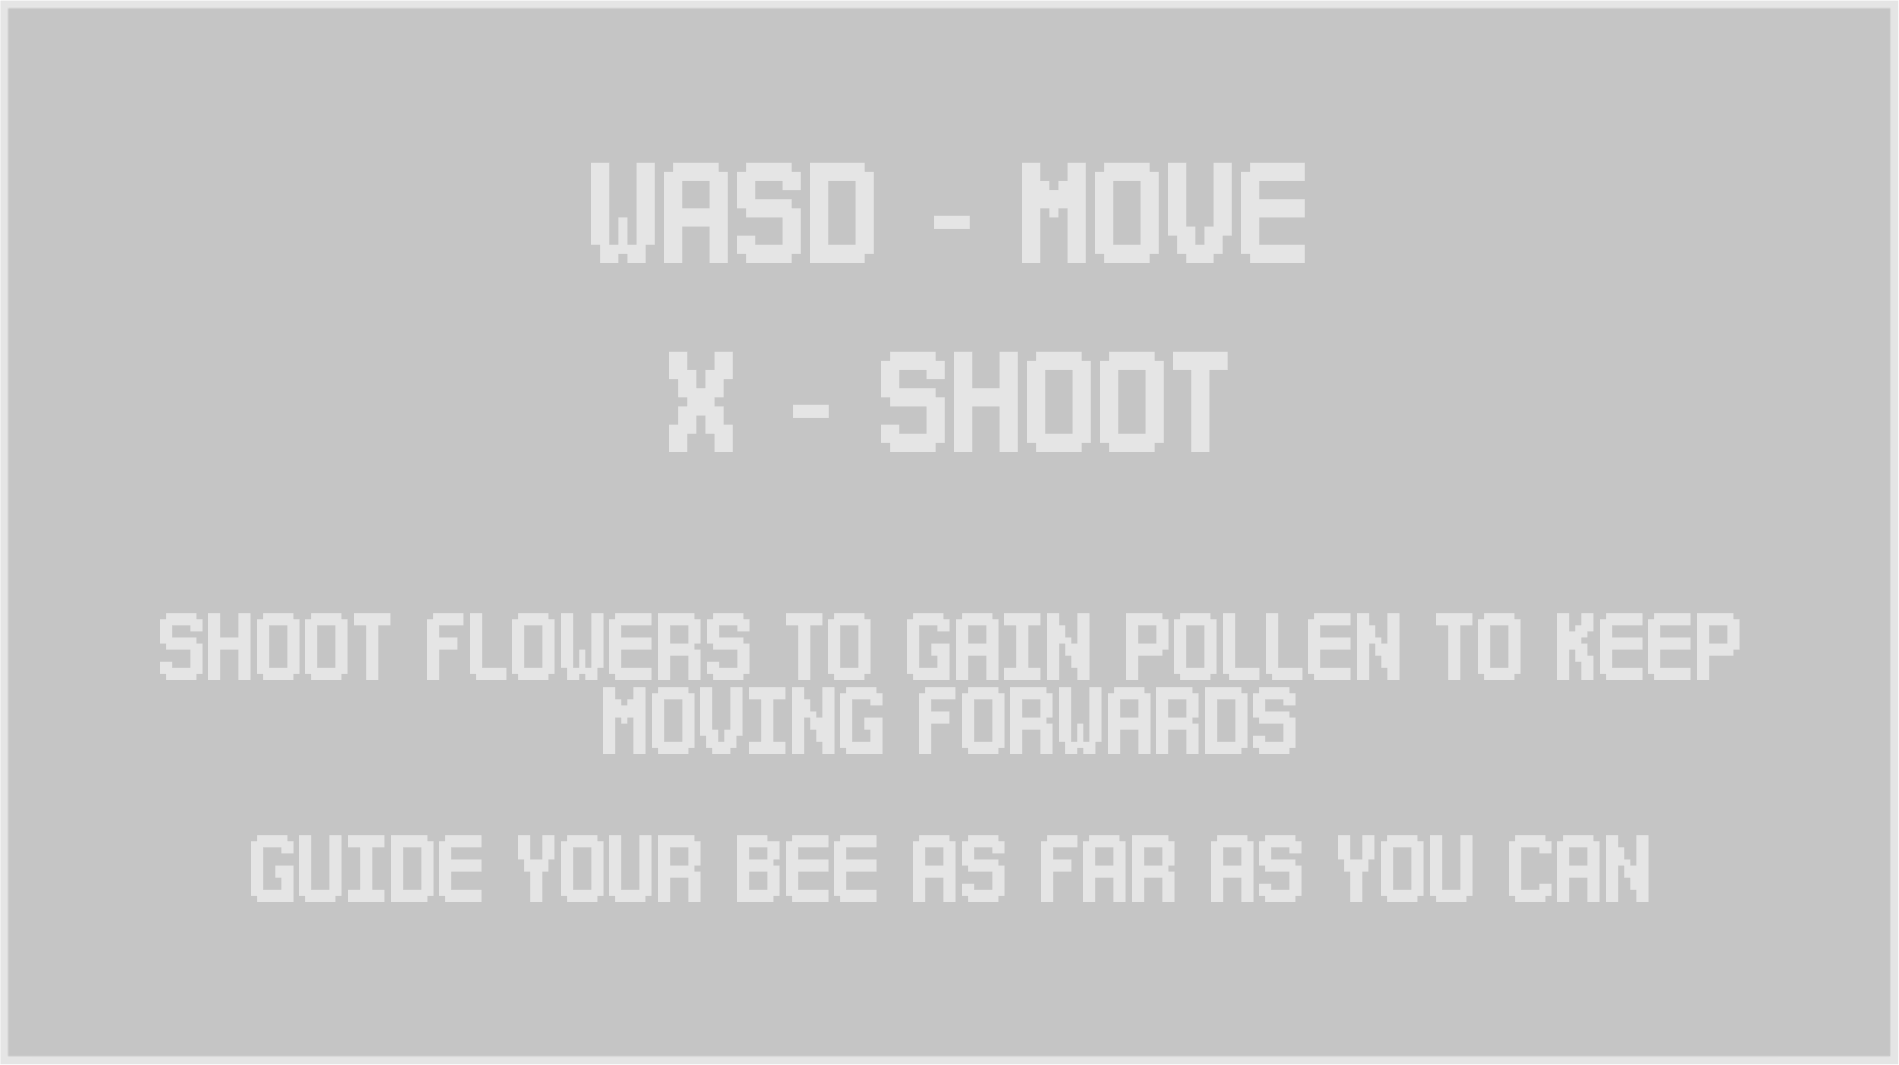 WASD - MOVE
X - SHOOT
SHOOT FLOWERS TO GAIN POLLEN TO KEEP
MOVING FORWARDS
GUIDE YOUR BEE AS FAR AS YOU CAN